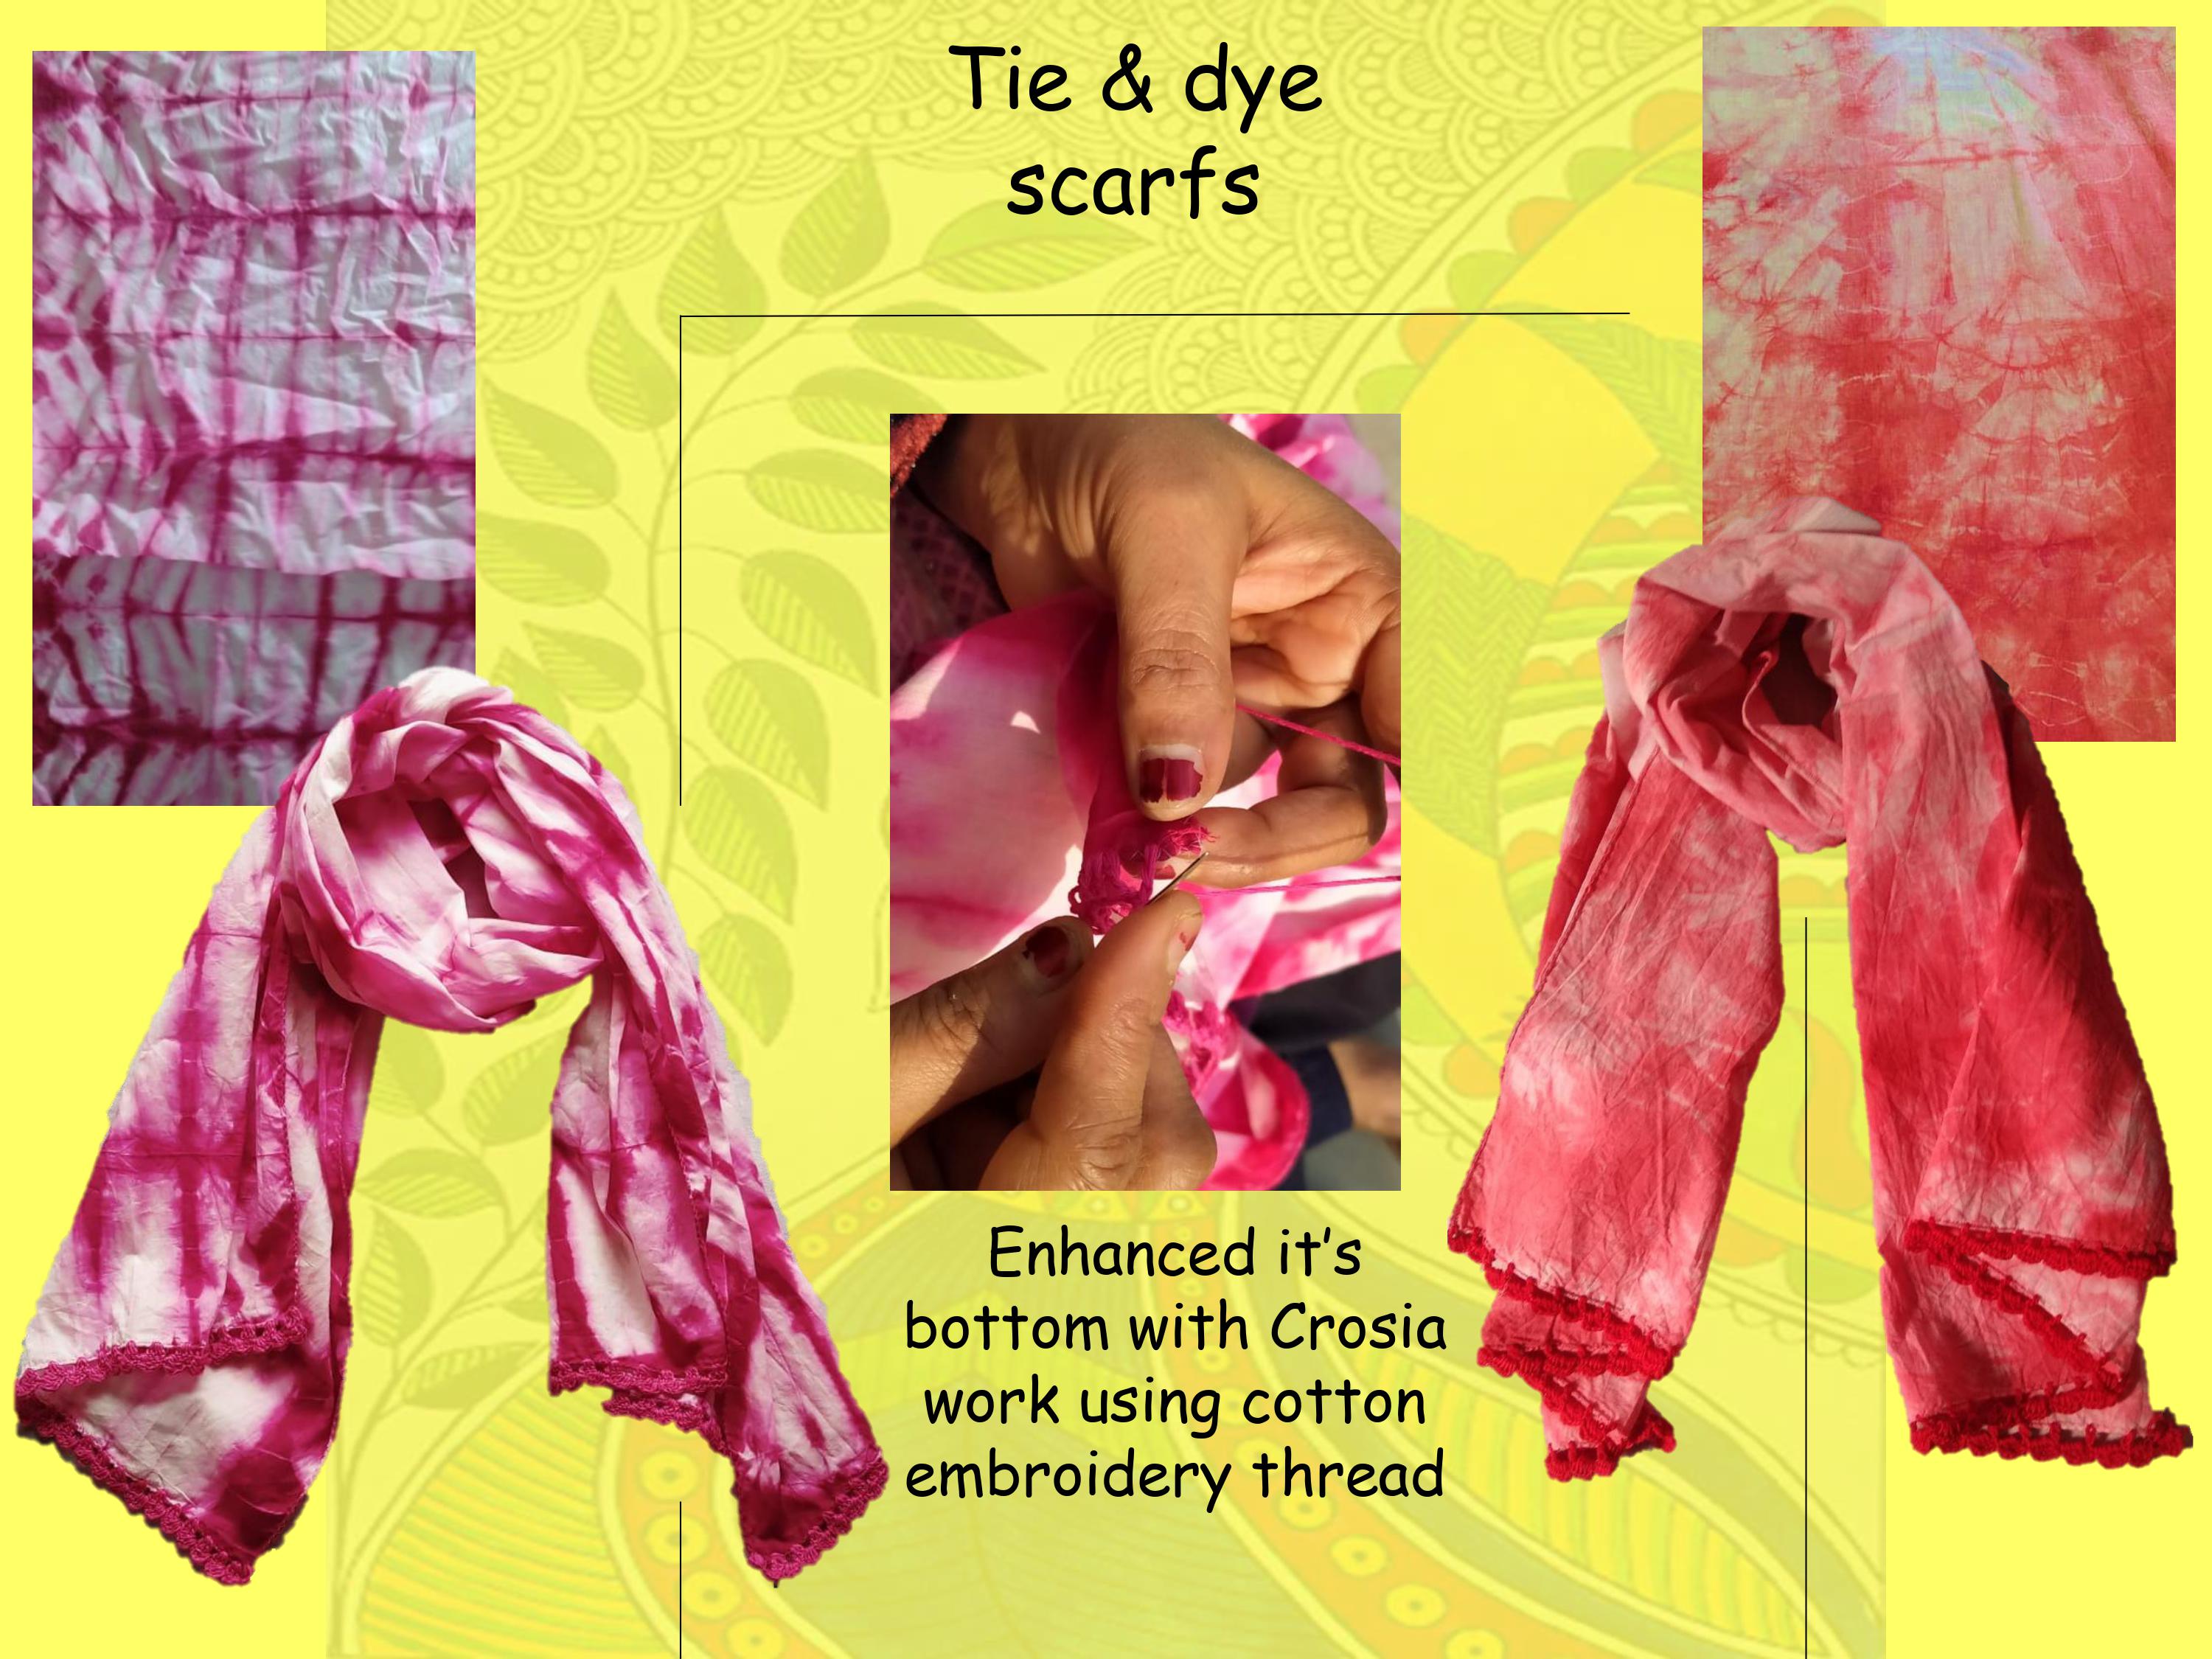 Tie & dye
scarfs
Enhanced it’s
bottom with Crosia
work using cotton
embroidery thread